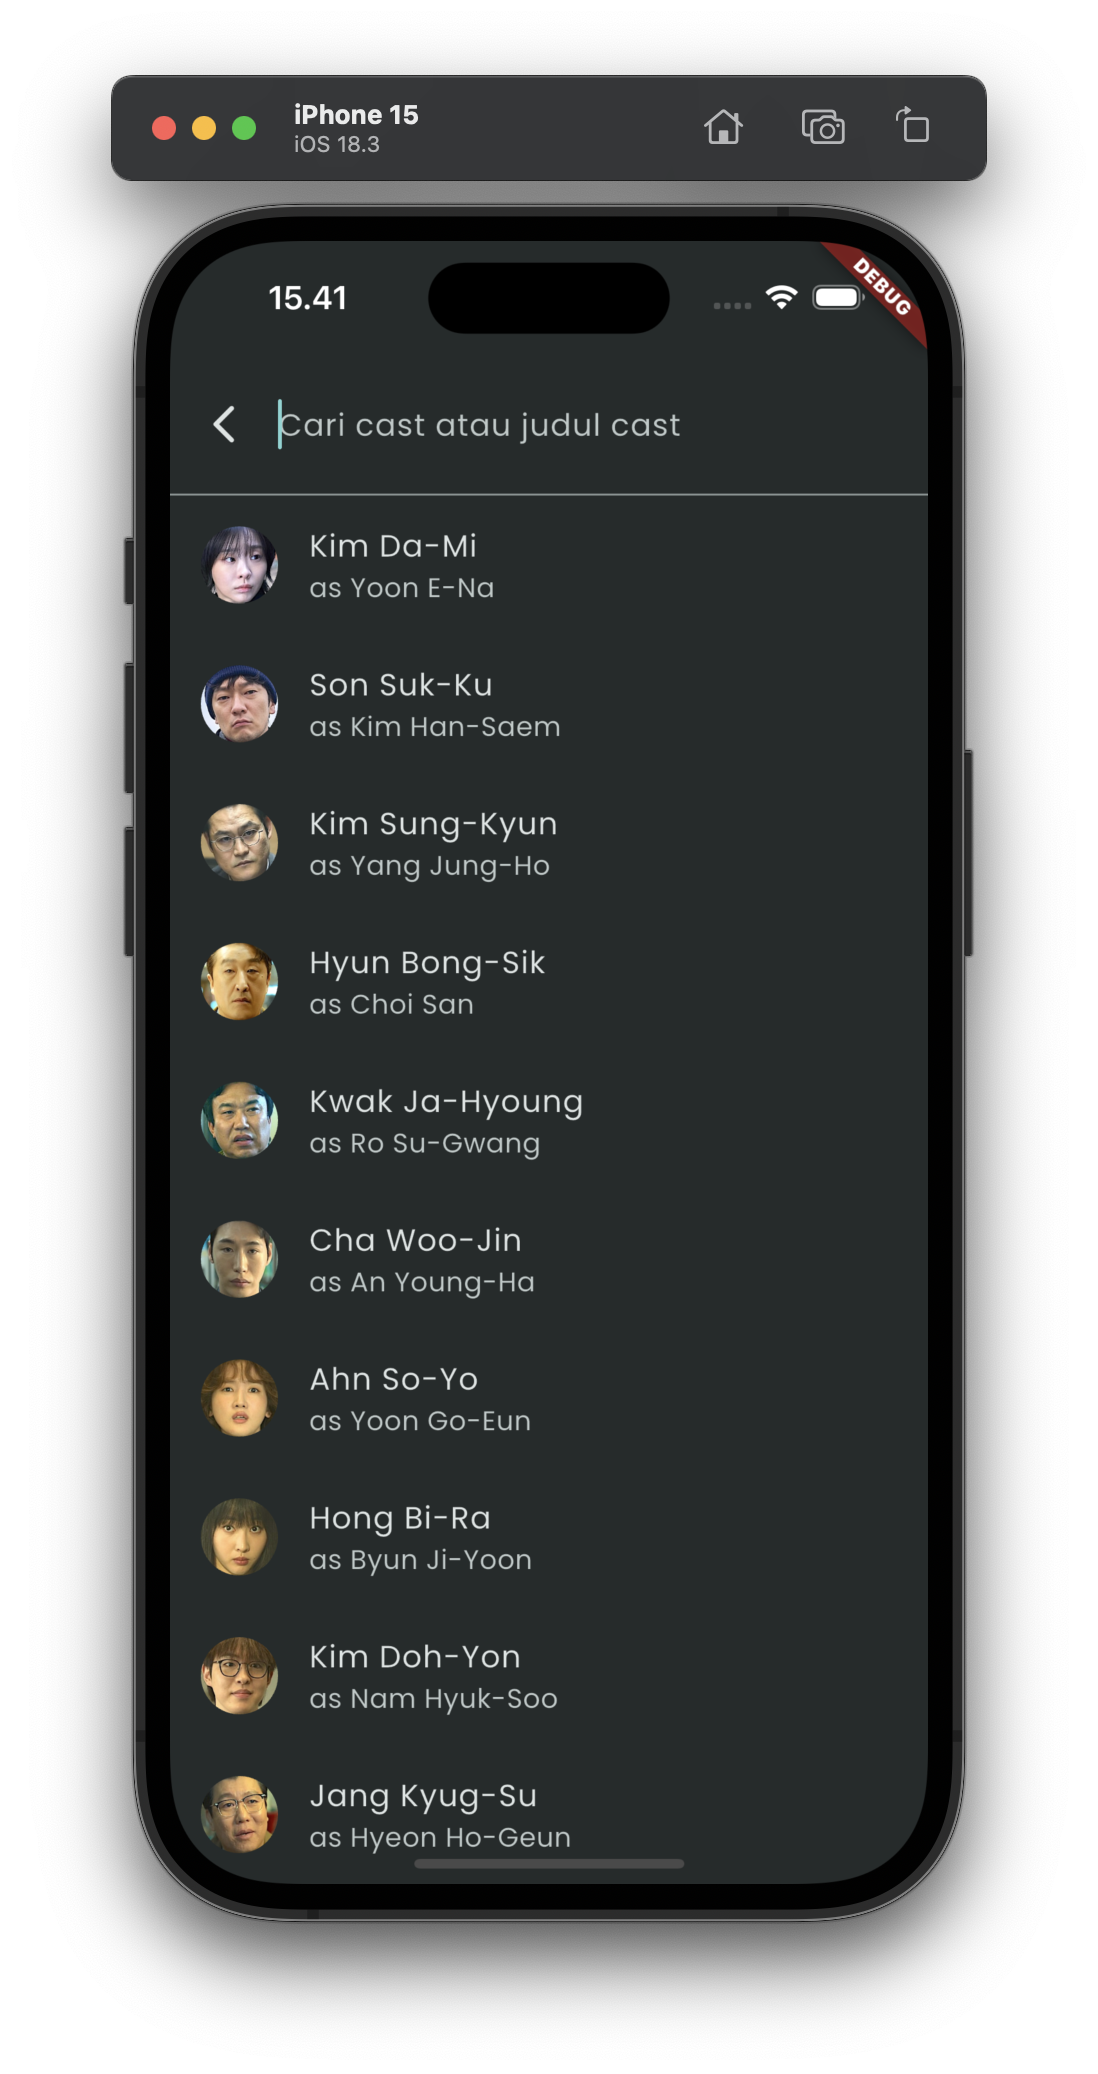 iPhone 15
iOS 18.3
15.41
DEBUG
Cari cast atau judul cast
Kim Da-Mi
as Yoon E-Na
Son Suk-Ku
as Kim Han-Saem
Kim Sung-Kyun
as Yang Jung-Ho
Hyun Bong-Sik
as Choi San
Kwak Ja-Hyoung
as Ro Su-Gwang
Cha Woo-Jin
as An Young-Ha
Ahn So-Yo
as Yoon Go-Eun
Hong Bi-Ra
as Byun Ji-Yoon
Kim Doh-Yon
as Nam Hyuk-Soo
Jang Kyug-Su
as Hyeon Ho-Geun